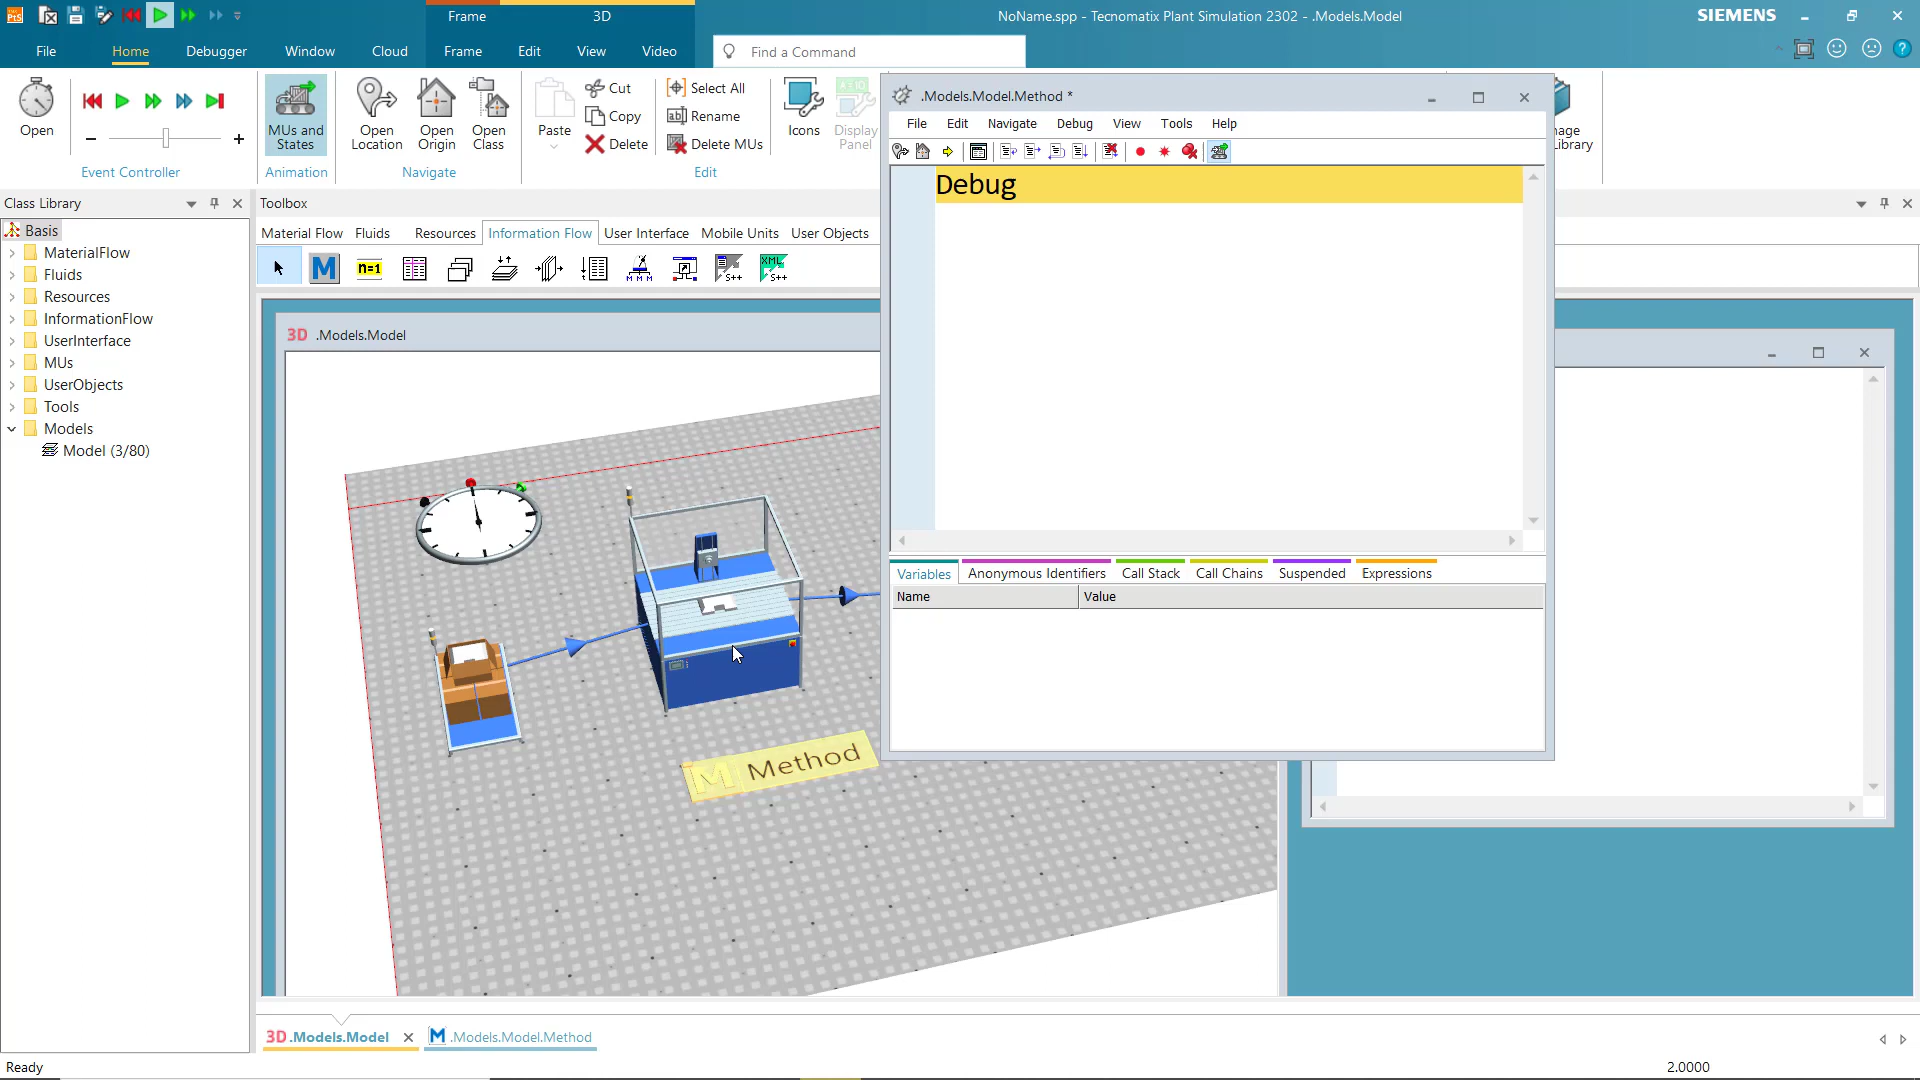 Frame
3D
NoName.spp - Tecnomatix Plant Simulation 2302 - .Models.Model
SIEMENS
File
Home
Debugger
Window
Cloud
Frame
Edit
View
Video
Find a Command
Open
Event Controller
MUs and
States
Animation
Open
Location
Open
Origin
Open
Class
Navigate
Paste
Cut
Copy
Delete
Select All
Rename
Delete MUs
Edit
Icons
Display
Panel
.Models.Model.Method *
File
Edit
Navigate
Debug
View
Tools
Help
Debug
Class Library
Basis
MaterialFlow
Fluids
Resources
InformationFlow
UserInterface
MUs
UserObjects
Tools
Models
Model (3/80)
Toolbox
Material Flow
Fluids
Resources
Information Flow
User Interface
Mobile Units
User Objects
M
n=1
M M M
S++
XML
S++
3D .Models.Model
M Method
Variables
Anonymous Identifiers
Call Stack
Call Chains
Suspended
Expressions
Name
Value
3D .Models.Model
M .Models.Model.Method
Ready
2.0000